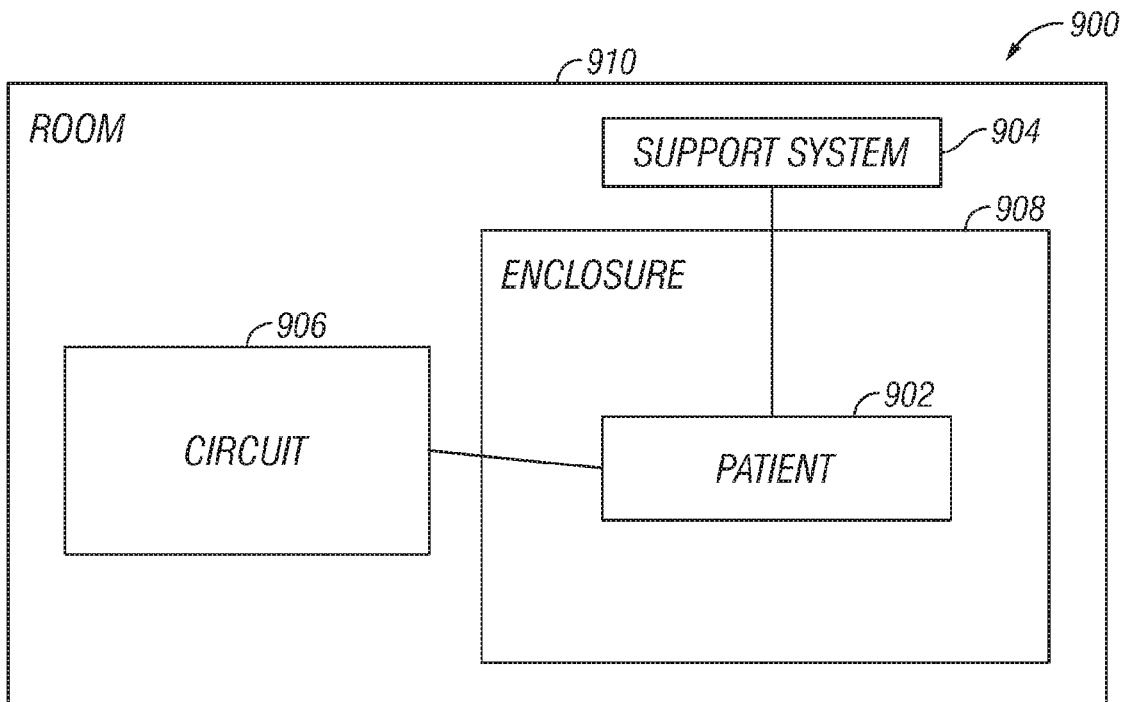 900
910
ROOM
SUPPORT SYSTEM
904
908
ENCLOSURE
906
902
CIRCUIT
PATIENT